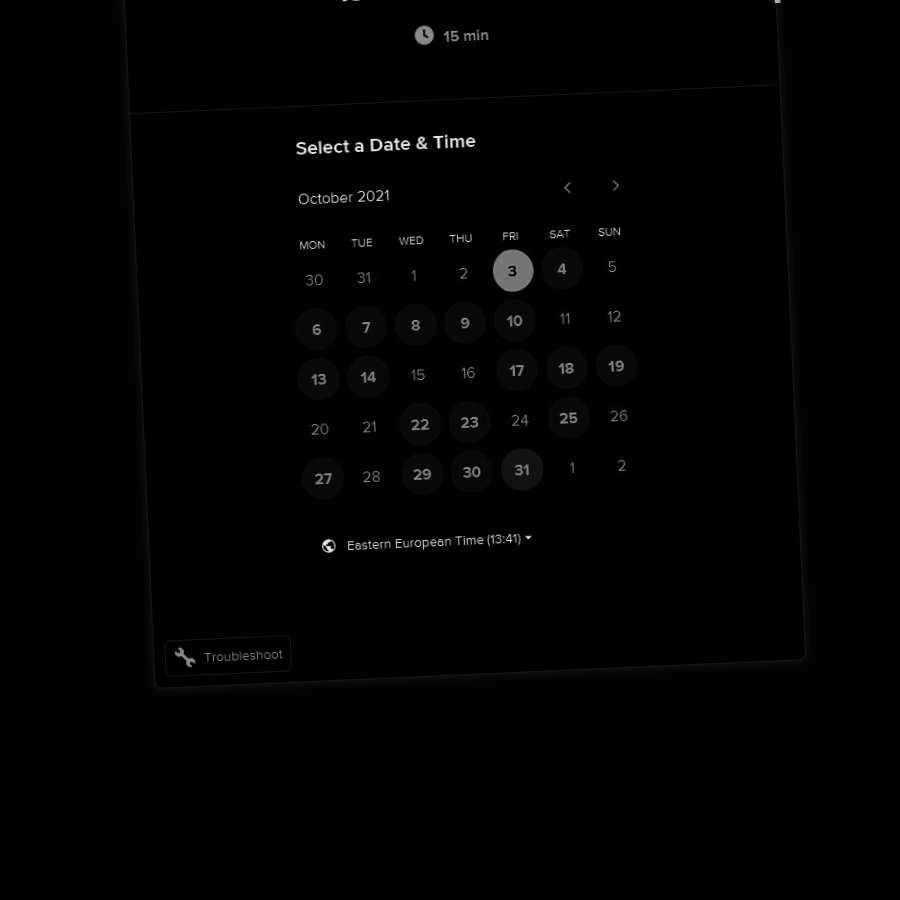 15 min
Select a Date & Time
October 2021
MON TUE WED THU FRI SAT SUN
30 31 1 2 3 4 5
6 7 8 9 10 11 12
13 14 15 16 17 18 19
20 21 22 23 24 25 26
27 28 29 30 31 1 2
Eastern European Time (13:41)
Troubleshoot